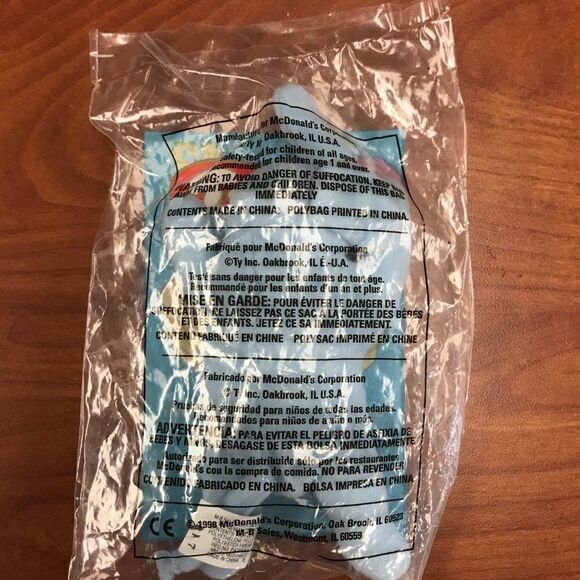 Manufactured for McDonald's Corporation
Ty Inc. Oakbrook, IL U.S.A.
Safety-tested for children of all ages.
Recommended for children age 1 and over.
WARNING: TO AVOID DANGER OF SUFFOCATION, KEEP THIS BAG
AWAY FROM BABIES AND CHILDREN. DISPOSE OF THIS BAG
IMMEDIATELY
CONTENTS MADE IN CHINA. POLYBAG PRINTED IN CHINA.
Fabriqué pour McDonald's Corporation
©Ty Inc. Oakbrook, IL É.-U.A.
Testé sans danger pour les enfants de tout âge.
Recommandé pour les enfants d'un an et plus.
MISE EN GARDE: POUR ÉVITER LE DANGER DE
SUFFOCATION, NE LAISSEZ PAS CE SAC À LA PORTÉE DES BÉBÉS
ET DES ENFANTS. JETEZ CE SAC IMMÉDIATEMENT.
CONTENU FABRIQUÉ EN CHINE POLYSAC IMPRIMÉ EN CHINE
Fabricado por McDonald's Corporation
© Ty Inc. Oakbrook, IL U.S.A.
Pruebas de seguridad para niños de todas las edades.
Recomendados para niños de a año o más.
ADVERTENCIA: PARA EVITAR EL PELIGRO DE ASFIXIA DE
BEBES Y NIÑOS, DESAGASE DE ESTA BOLSA INMEDIATAMENTE.
Autorizado para ser distribuido sólo por los restaurantes
McDonald's con la compra de comida. NO PARA REVENDER
CONTENIDO FABRICADO EN CHINA. BOLSA IMPRESA EN CHINA.
CE
© 1998 McDonald's Corporation, Oak Brook, IL 60523
M-B Sales, Westmont, IL 60559